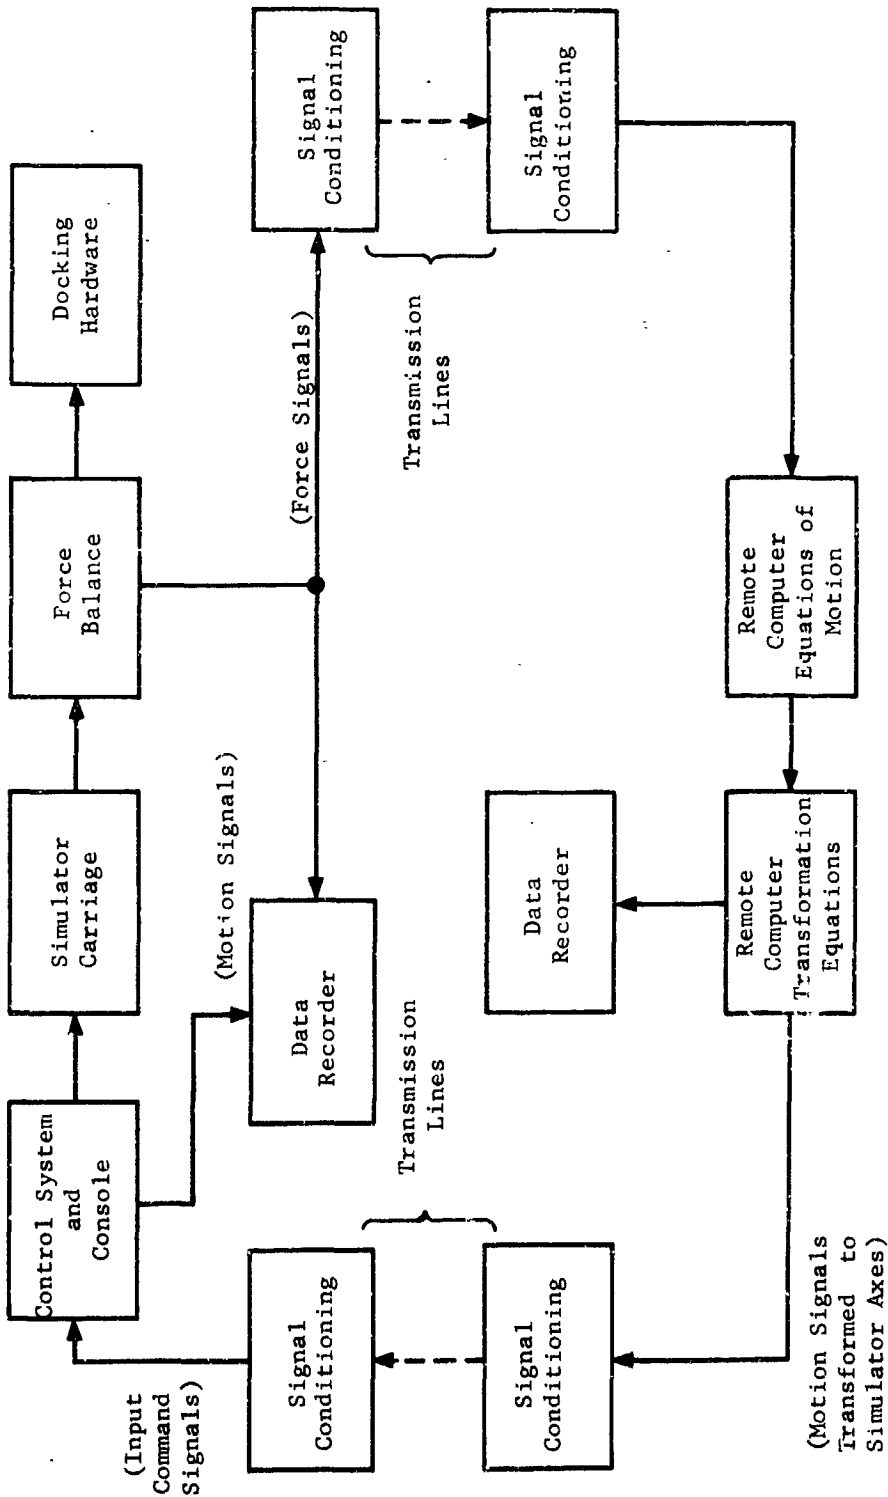 Control System
and
Console
Simulator
Carriage
Force
Balance
Docking
Hardware
(Input
Command
Signals)
(Motion Signals)
(Force Signals)
Signal
Conditioning
Data
Recorder
Signal
Conditioning
Transmission
Lines
Transmission
Lines
Signal
Conditioning
Data
Recorder
Signal
Conditioning
Remote
Computer
Transformation
Equations
Remote
Computer
Equations of
Motion
(Motion Signals
Transformed to
Simulator Axes)